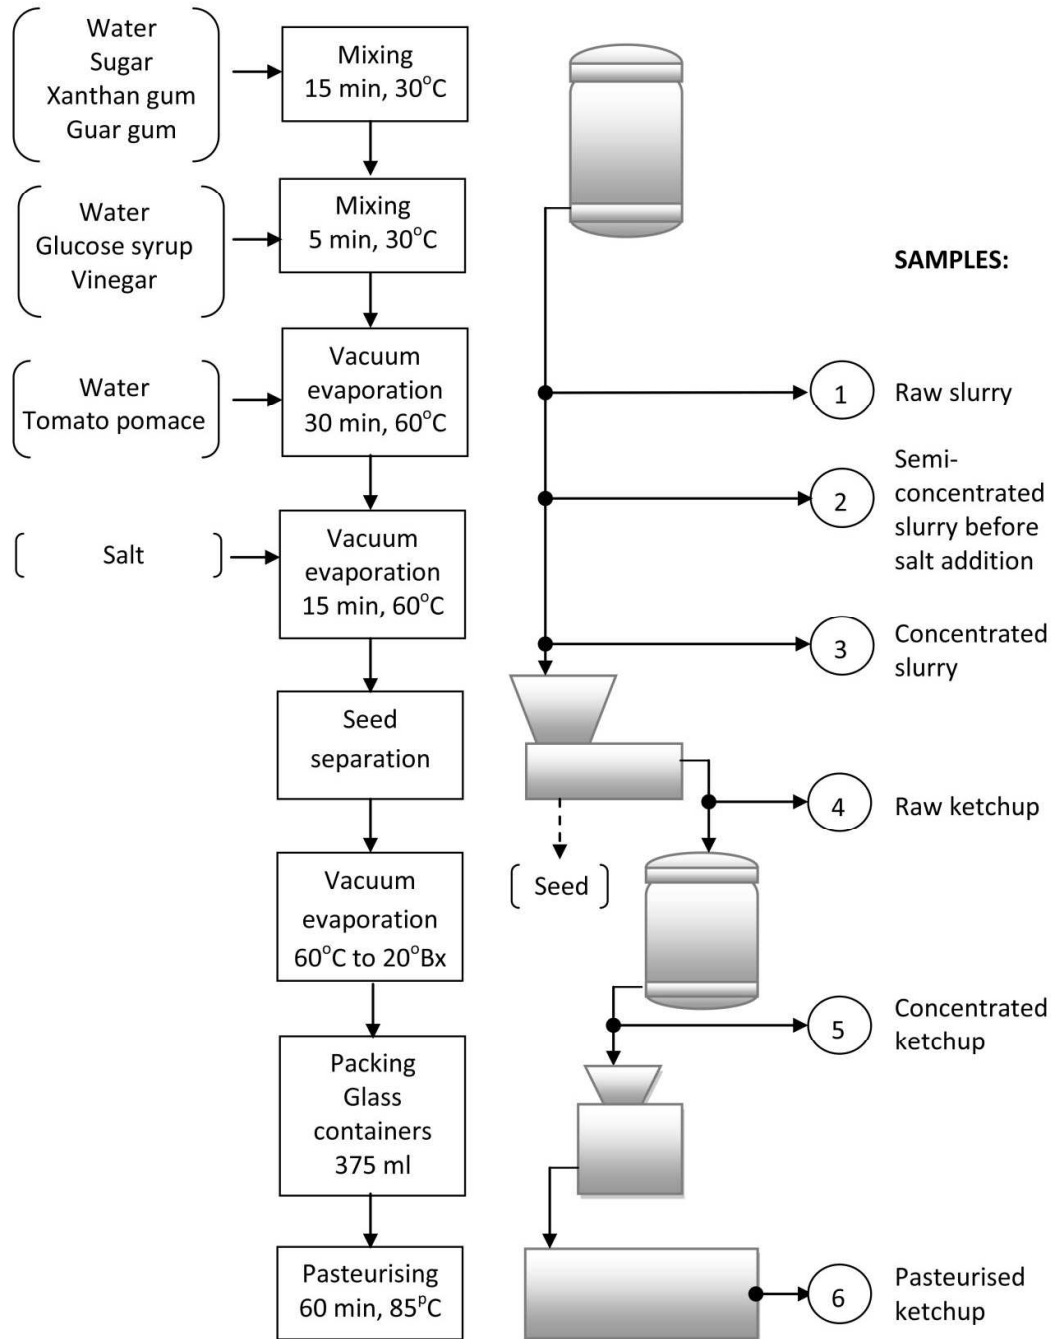 Water
Sugar
Xanthan gum
Guar gum
Mixing
15 min, 30°C
Water
Glucose syrup
Vinegar
Mixing
5 min, 30°C
Water
Tomato pomace
Vacuum
evaporation
30 min, 60°C
Salt
Vacuum
evaporation
15 min, 60°C
Seed
separation
Vacuum
evaporation
60°C to 20°Bx
Packing
Glass
containers
375 ml
Pasteurising
60 min, 85ᵖC
Seed
SAMPLES:
1 Raw slurry
2 Semi-
concentrated
slurry before
salt addition
3 Concentrated
slurry
4 Raw ketchup
5 Concentrated
ketchup
6 Pasteurised
ketchup